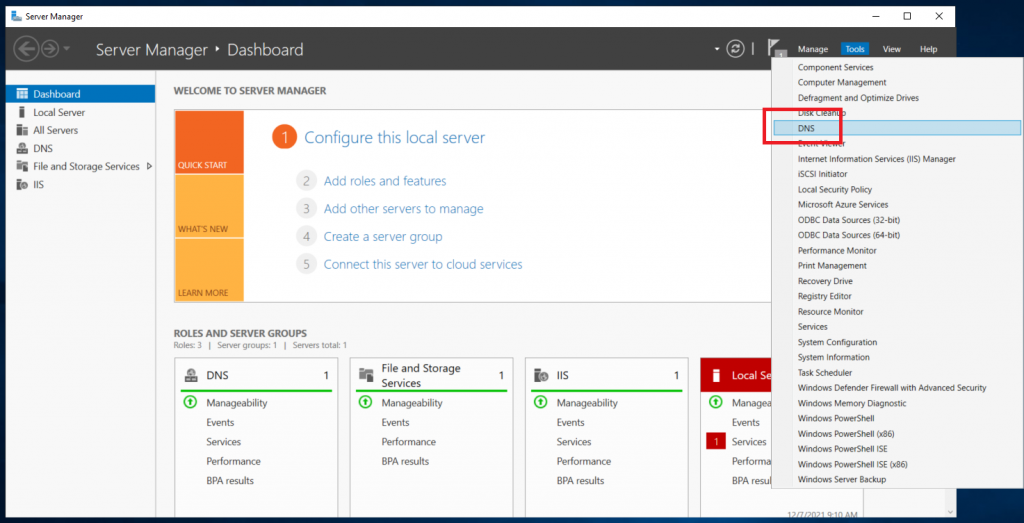 Server Manager
Server Manager • Dashboard
Manage Tools View Help
Dashboard
Local Server
All Servers
DNS
File and Storage Services
IIS
WELCOME TO SERVER MANAGER
QUICK START
WHAT'S NEW
LEARN MORE
1 Configure this local server
2 Add roles and features
3 Add other servers to manage
4 Create a server group
5 Connect this server to cloud services
ROLES AND SERVER GROUPS
Roles: 3 | Server groups: 1 | Servers total: 1
DNS 1
Manageability
Events
Services
Performance
BPA results
File and Storage
Services 1
Manageability
Events
Performance
BPA results
IIS 1
Manageability
Events
Services
Performance
BPA results
Local Se
Manageab
Events
1 Services
Performa
BPA resul
12/7/2021 9:10 AM
Component Services
Computer Management
Defragment and Optimize Drives
Disk Cleanup
DNS
Event Viewer
Internet Information Services (IIS) Manager
iSCSI Initiator
Local Security Policy
Microsoft Azure Services
ODBC Data Sources (32-bit)
ODBC Data Sources (64-bit)
Performance Monitor
Print Management
Recovery Drive
Registry Editor
Resource Monitor
Services
System Configuration
System Information
Task Scheduler
Windows Defender Firewall with Advanced Security
Windows Memory Diagnostic
Windows PowerShell
Windows PowerShell (x86)
Windows PowerShell ISE
Windows PowerShell ISE (x86)
Windows Server Backup